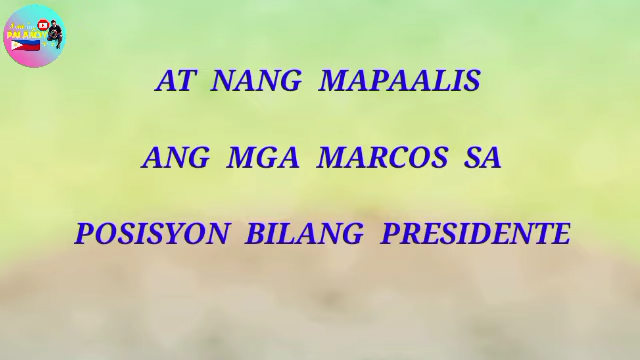 AT NANG MAPAALIS
ANG MGA MARCOS SA
POSISYON BILANG PRESIDENTE